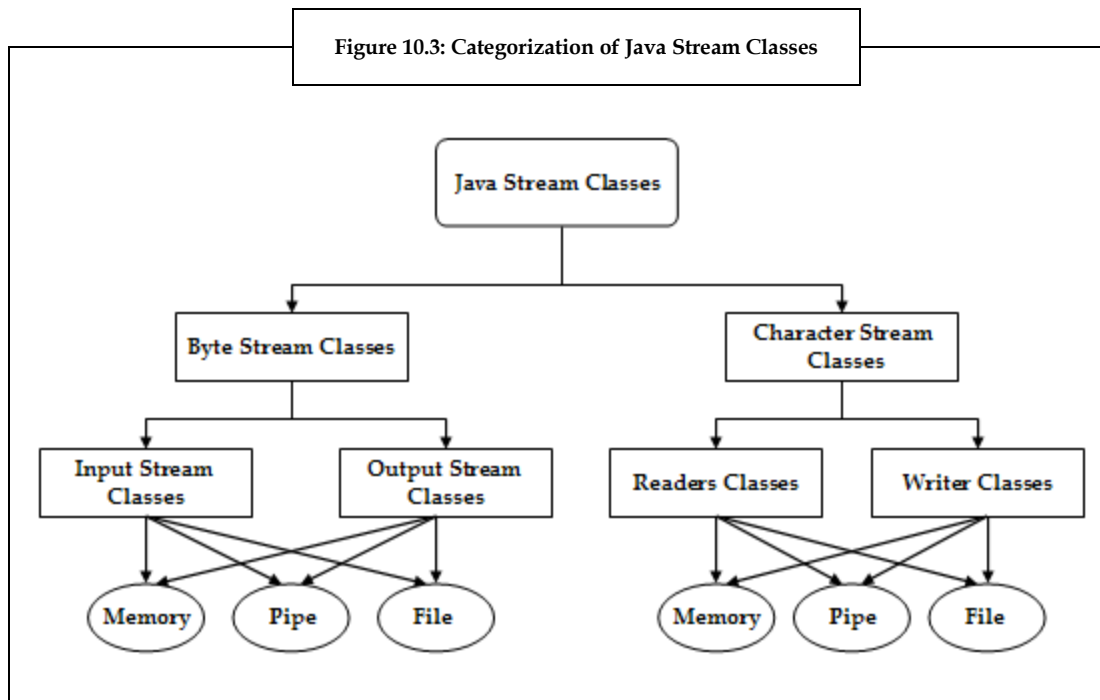 Figure 10.3: Categorization of Java Stream Classes
Java Stream Classes
Byte Stream Classes
Character Stream
Classes
Input Stream
Classes
Output Stream
Classes
Readers Classes
Writer Classes
Memory
Pipe
File
Memory
Pipe
File